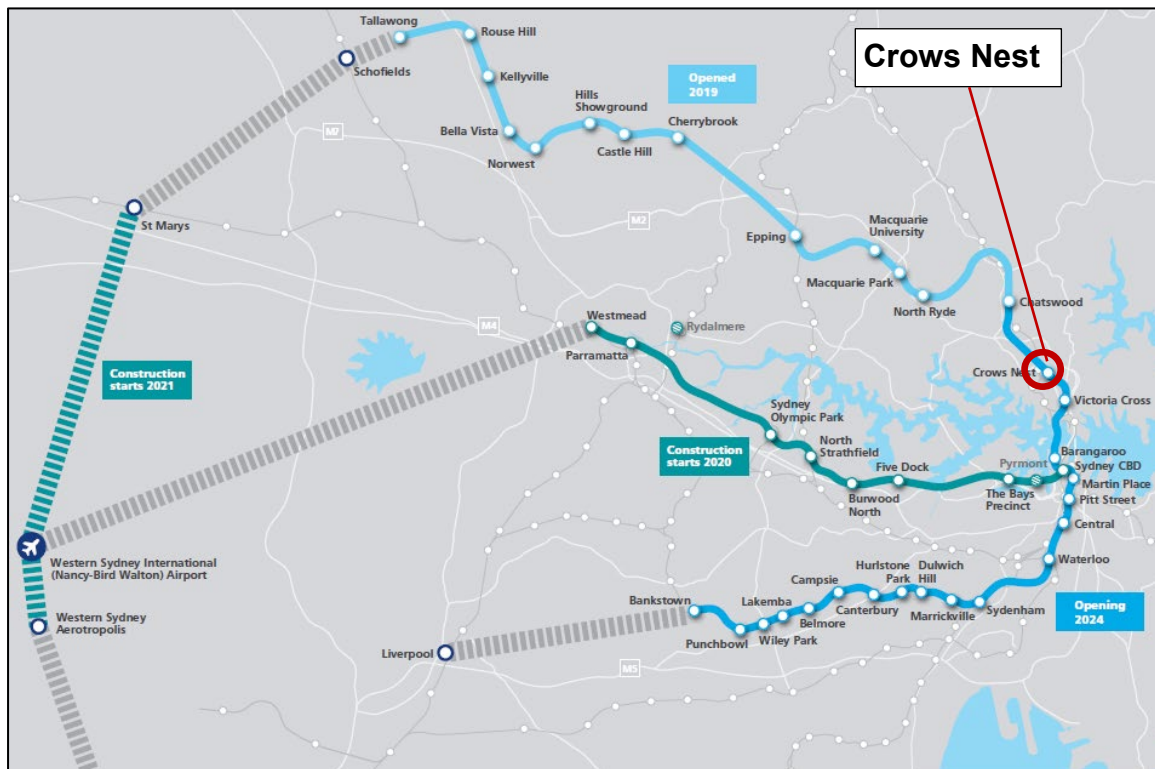 Tallawong
Rouse Hill
Schofields
Kellyville
Opened
2019
Crows Nest
M7
Hills
Showground
Cherrybrook
Bella Vista
Castle Hill
Norwest
St Marys
M2
Macquarie
University
Epping
Macquarie Park
North Ryde
Chatswood
Westmead
Rydalmere
M4
Parramatta
Construction
starts 2021
Crows Nest
Victoria Cross
Sydney
Olympic Park
Construction
starts 2020
North
Strathfield
Five Dock
Pyrmont
Barangaroo
Sydney CBD
Martin Place
Burwood
North
The Bays
Precinct
Pitt Street
Central
Western Sydney International
(Nancy-Bird Walton) Airport
Waterloo
Western Sydney
Aerotropolis
Bankstown
Lakemba
Campsie
Hurlstone
Park
Dulwich
Hill
Canterbury
Belmore
Marrickville
Sydenham
Opening
2024
Liverpool
Punchbowl
Wiley Park
M5